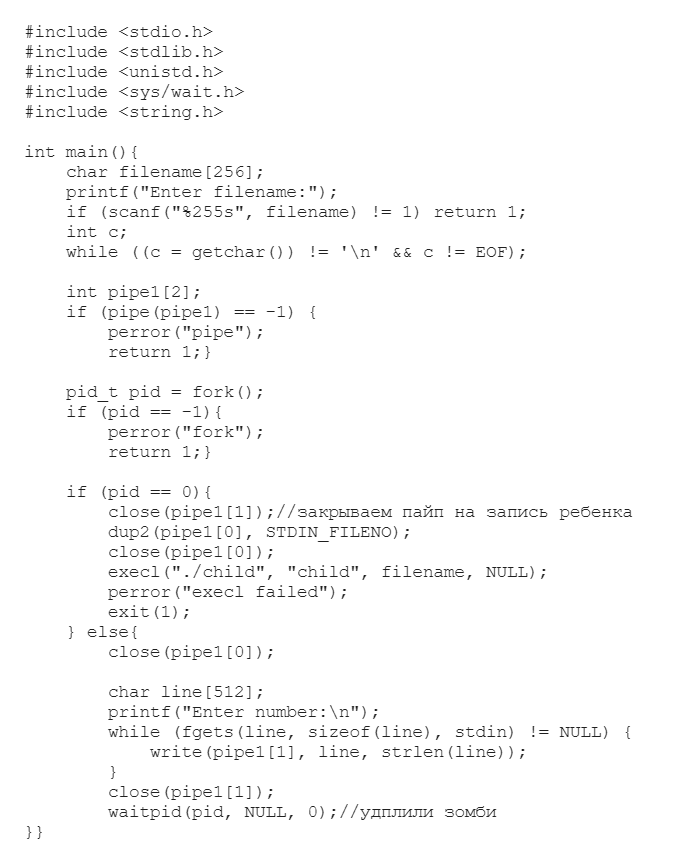 #include <stdio.h>
#include <stdlib.h>
#include <unistd.h>
#include <sys/wait.h>
#include <string.h>

int main(){
    char filename[256];
    printf("Enter filename:");
    if (scanf("%255s", filename) != 1) return 1;
    int c;
    while ((c = getchar()) != '\n' && c != EOF);

    int pipe1[2];
    if (pipe(pipe1) == -1) {
        perror("pipe");
        return 1;}

    pid_t pid = fork();
    if (pid == -1){
        perror("fork");
        return 1;}

    if (pid == 0){
        close(pipe1[1]);//закрываем пайп на запись ребенка
        dup2(pipe1[0], STDIN_FILENO);
        close(pipe1[0]);
        execl("./child", "child", filename, NULL);
        perror("execl failed");
        exit(1);
    } else{
        close(pipe1[0]);

        char line[512];
        printf("Enter number:\n");
        while (fgets(line, sizeof(line), stdin) != NULL) {
            write(pipe1[1], line, strlen(line));
        }
        close(pipe1[1]);
        waitpid(pid, NULL, 0);//удплили зомби
}}